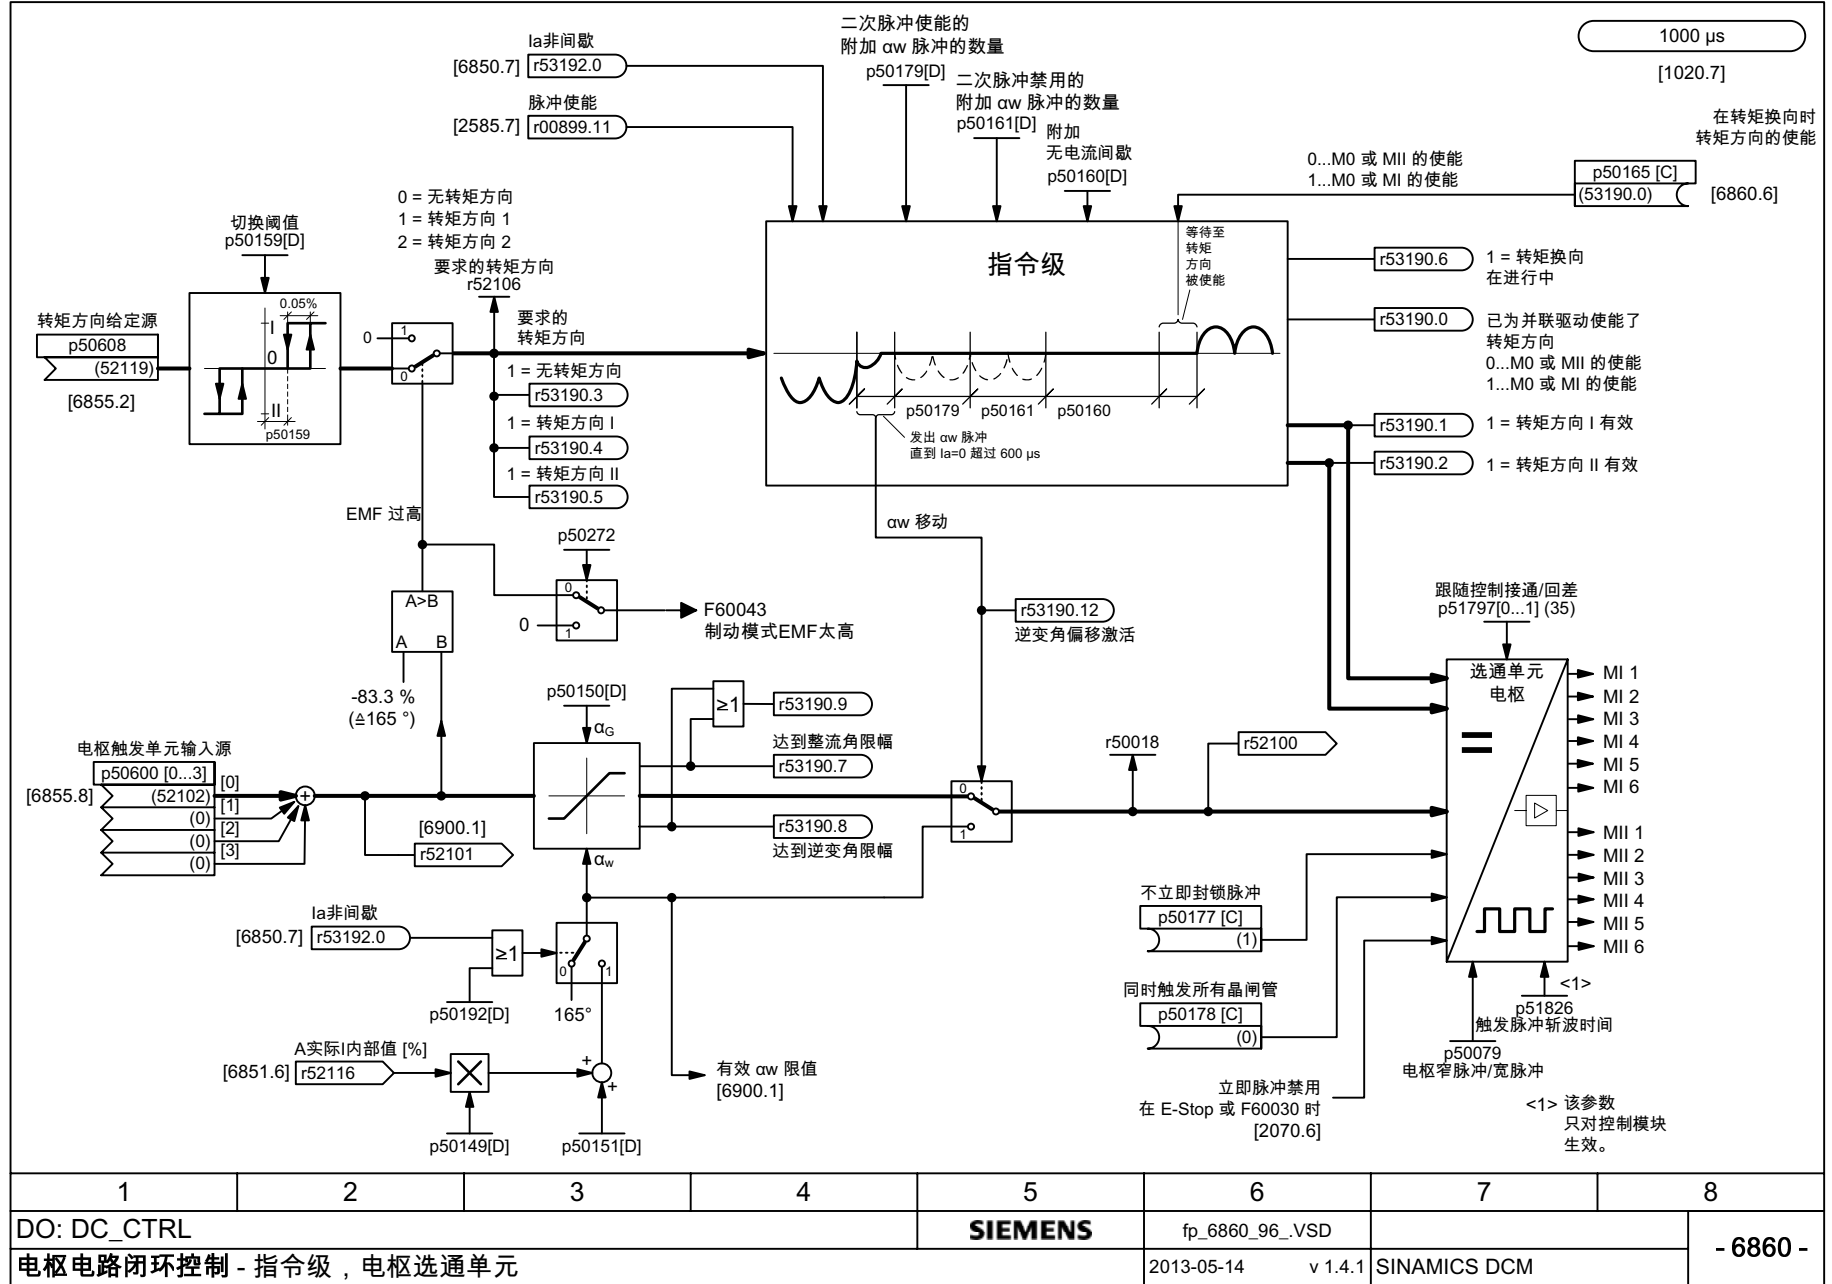 Ia非间歇
[6850.7] r53192.0
脉冲使能
[2585.7] r00899.11
二次脉冲使能的
附加 αw 脉冲的数量
p50179[D]
二次脉冲禁用的
附加 αw 脉冲的数量
p50161[D]
附加
无电流间歇
p50160[D]
1000 µs
[1020.7]
在转矩换向时
转矩方向的使能
0...M0 或 MII 的使能
1...M0 或 MI 的使能
p50165 [C]
(53190.0)
[6860.6]
0 = 无转矩方向
1 = 转矩方向 1
2 = 转矩方向 2
切换阈值
p50159[D]
要求的转矩方向
r52106
转矩方向给定源
p50608
(52119)
[6855.2]
0.05%
I
0
II
p50159
0
1
0
要求的
转矩方向
1 = 无转矩方向
r53190.3
1 = 转矩方向 I
r53190.4
1 = 转矩方向 II
r53190.5
指令级
等待至
转矩
方向
被使能
p50179
p50161
p50160
发出 αw 脉冲
直到 Ia=0 超过 600 µs
r53190.6
1 = 转矩换向
在进行中
r53190.0
已为并联驱动使能了
转矩方向
0...M0 或 MII 的使能
1...M0 或 MI 的使能
r53190.1
1 = 转矩方向 I 有效
r53190.2
1 = 转矩方向 II 有效
EMF 过高
αw 移动
p50272
0
0
1
F60043
制动模式EMF太高
A>B
A
B
-83.3 %
(≙165 °)
r53190.12
逆变角偏移激活
跟随控制接通/回差
p51797[0...1] (35)
选通单元
电枢
=
MI 1
MI 2
MI 3
MI 4
MI 5
MI 6
MII 1
MII 2
MII 3
MII 4
MII 5
MII 6
p50150[D]
αG
≥1
r53190.9
达到整流角限幅
r53190.7
r53190.8
达到逆变角限幅
αw
电枢触发单元输入源
p50600 [0...3]
[6855.8]
(52102)
[0]
(0)
[1]
(0)
[2]
(0)
[3]
+
[6900.1]
r52101
0
1
r50018
r52100
Ia非间歇
[6850.7] r53192.0
≥1
p50192[D]
0
1
165°
A实际I内部值 [%]
[6851.6] r52116
+
+
p50149[D]
p50151[D]
有效 αw 限值
[6900.1]
不立即封锁脉冲
p50177 [C]
(1)
同时触发所有晶闸管
p50178 [C]
(0)
立即脉冲禁用
在 E-Stop 或 F60030 时
[2070.6]
<1>
p51826
触发脉冲斩波时间
p50079
电枢窄脉冲/宽脉冲
<1> 该参数
只对控制模块
生效。
1 2 3 4 5 6 7 8
DO: DC_CTRL
SIEMENS
fp_6860_96_.VSD
- 6860 -
电枢电路闭环控制 - 指令级，电枢选通单元
2013-05-14 v 1.4.1
SINAMICS DCM